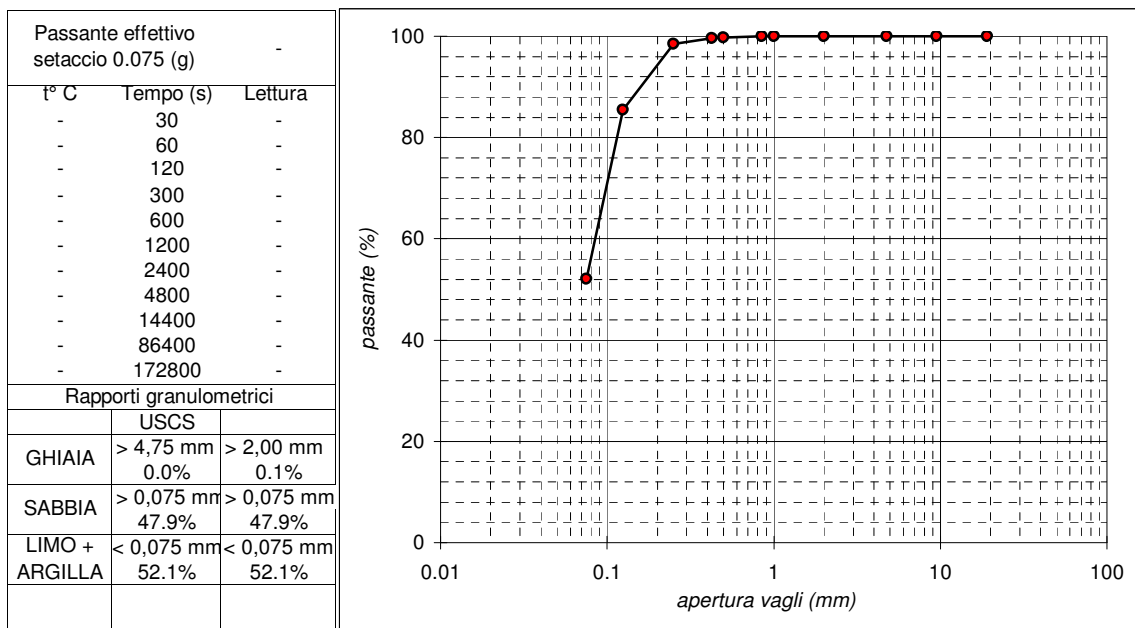 Passante effettivo
setaccio 0.075 (g) -
t° C Tempo (s) Lettura
- 30 -
- 60 -
- 120 -
- 300 -
- 600 -
- 1200 -
- 2400 -
- 4800 -
- 14400 -
- 86400 -
- 172800 -
Rapporti granulometrici
USCS
GHIAIA > 4,75 mm > 2,00 mm
0.0% 0.1%
SABBIA > 0,075 mm > 0,075 mm
47.9% 47.9%
LIMO + < 0,075 mm < 0,075 mm
ARGILLA 52.1% 52.1%
passante (%)
100
80
60
40
20
0
0.01 0.1 1 10 100
apertura vagli (mm)